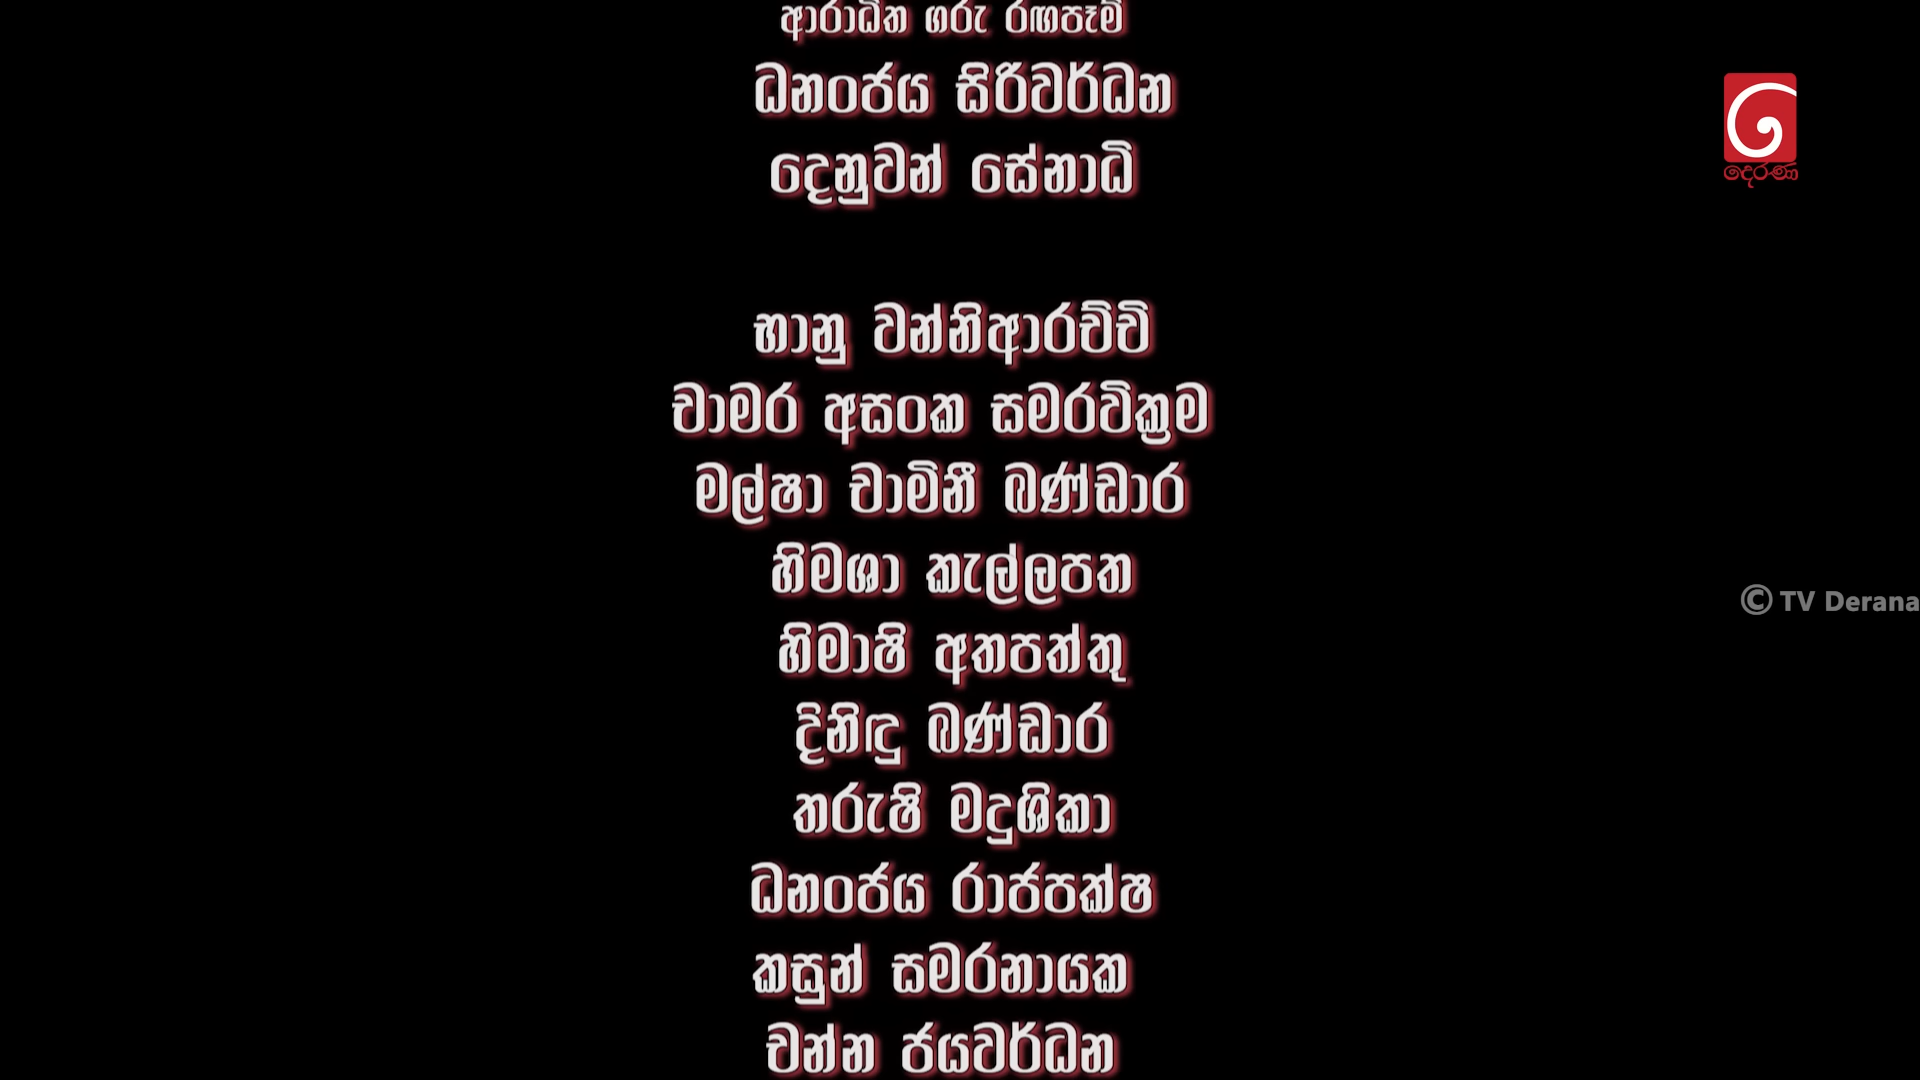 ආරාධිත ගරු රඟපෑම්
ධනංජය සිරිවර්ධන
දෙනුවන් සේනාධි
භානු වන්නිආරච්චි
චාමර අසංක සමරවික්‍රම
මල්ෂා චාමිනී බණ්ඩාර
හිමශා කැල්ලපත
හිමාෂි අතපත්තු
දිනිඳු බණ්ඩාර
තරුෂි මදුශිකා
ධනංජය රාජපක්ෂ
කසුන් සමරනායක
චන්න ජයවර්ධන
දෙරණ
© TV Derana